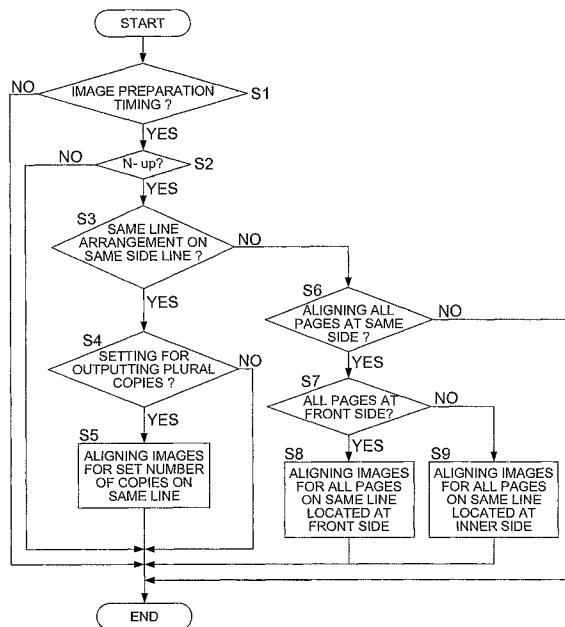 START
NO
IMAGE PREPARATION
TIMING ?
S1
YES
NO
N- up?
S2
YES
S3
SAME LINE
ARRANGEMENT ON
SAME SIDE LINE ?
NO
YES
S6
ALIGNING ALL
PAGES AT SAME
SIDE ?
NO
YES
S4
SETTING FOR
OUTPUTTING PLURAL
COPIES ?
NO
YES
S7
ALL PAGES AT
FRONT SIDE?
NO
YES
S5
ALIGNING IMAGES
FOR SET NUMBER
OF COPIES ON
SAME LINE
S8
ALIGNING IMAGES
FOR ALL PAGES
ON SAME LINE
LOCATED AT
FRONT SIDE
S9
ALIGNING IMAGES
FOR ALL PAGES
ON SAME LINE
LOCATED AT
INNER SIDE
END